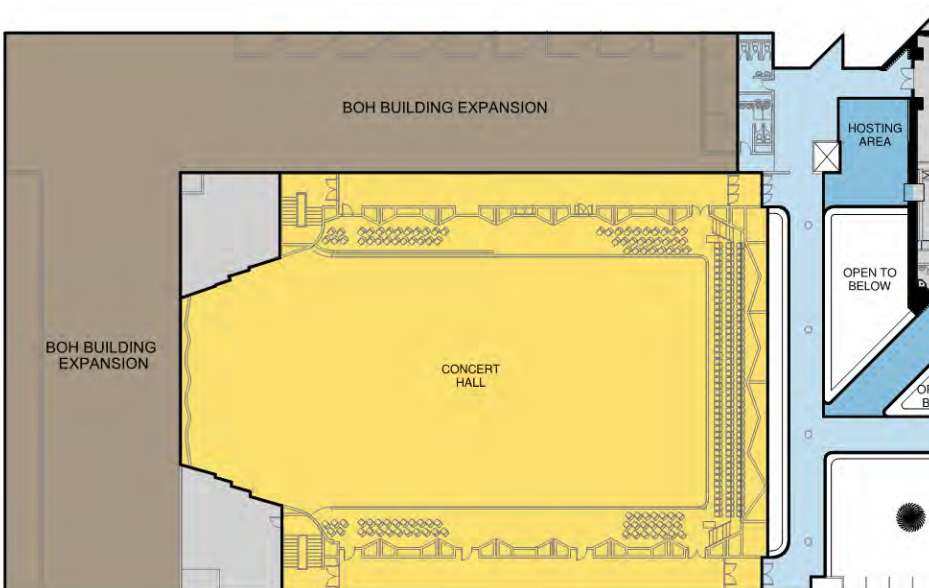 BOH BUILDING EXPANSION
HOSTING
AREA
OPEN TO
BELOW
BOH BUILDING
EXPANSION
CONCERT
HALL